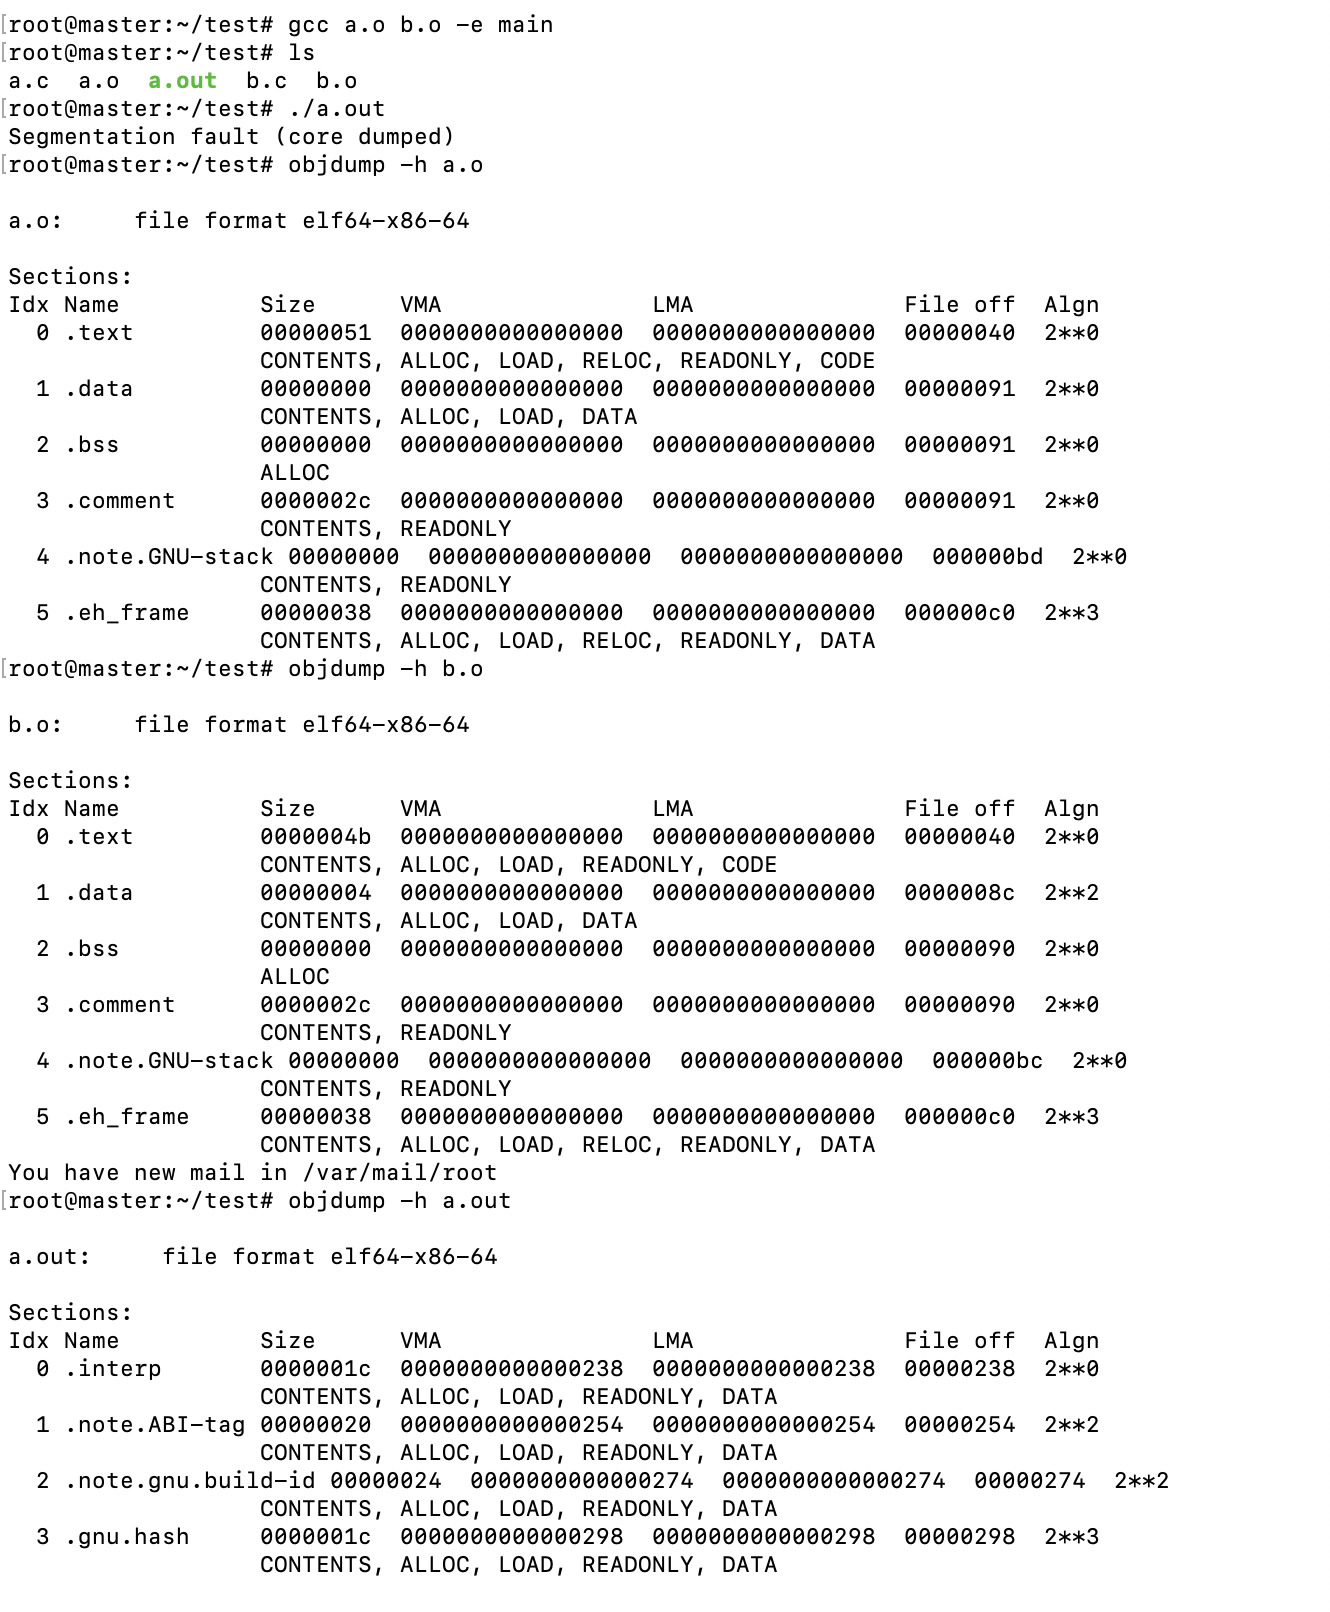 [root@master:~/test# gcc a.o b.o -e main
[root@master:~/test# ls
a.c  a.o  a.out  b.c  b.o
[root@master:~/test# ./a.out
Segmentation fault (core dumped)
[root@master:~/test# objdump -h a.o
a.o:     file format elf64-x86-64
Sections:
Idx Name          Size      VMA               LMA               File off  Algn
  0 .text         00000051  0000000000000000  0000000000000000  00000040  2**0
                  CONTENTS, ALLOC, LOAD, RELOC, READONLY, CODE
  1 .data         00000000  0000000000000000  0000000000000000  00000091  2**0
                  CONTENTS, ALLOC, LOAD, DATA
  2 .bss          00000000  0000000000000000  0000000000000000  00000091  2**0
                  ALLOC
  3 .comment      0000002c  0000000000000000  0000000000000000  00000091  2**0
                  CONTENTS, READONLY
  4 .note.GNU-stack 00000000  0000000000000000  0000000000000000  000000bd  2**0
                  CONTENTS, READONLY
  5 .eh_frame     00000038  0000000000000000  0000000000000000  000000c0  2**3
                  CONTENTS, ALLOC, LOAD, RELOC, READONLY, DATA
[root@master:~/test# objdump -h b.o
b.o:     file format elf64-x86-64
Sections:
Idx Name          Size      VMA               LMA               File off  Algn
  0 .text         0000004b  0000000000000000  0000000000000000  00000040  2**0
                  CONTENTS, ALLOC, LOAD, READONLY, CODE
  1 .data         00000004  0000000000000000  0000000000000000  0000008c  2**2
                  CONTENTS, ALLOC, LOAD, DATA
  2 .bss          00000000  0000000000000000  0000000000000000  00000090  2**0
                  ALLOC
  3 .comment      0000002c  0000000000000000  0000000000000000  00000090  2**0
                  CONTENTS, READONLY
  4 .note.GNU-stack 00000000  0000000000000000  0000000000000000  000000bc  2**0
                  CONTENTS, READONLY
  5 .eh_frame     00000038  0000000000000000  0000000000000000  000000c0  2**3
                  CONTENTS, ALLOC, LOAD, RELOC, READONLY, DATA
You have new mail in /var/mail/root
[root@master:~/test# objdump -h a.out
a.out:     file format elf64-x86-64
Sections:
Idx Name          Size      VMA               LMA               File off  Algn
  0 .interp       0000001c  0000000000000238  0000000000000238  00000238  2**0
                  CONTENTS, ALLOC, LOAD, READONLY, DATA
  1 .note.ABI-tag 00000020  0000000000000254  0000000000000254  00000254  2**2
                  CONTENTS, ALLOC, LOAD, READONLY, DATA
  2 .note.gnu.build-id 00000024  0000000000000274  0000000000000274  00000274  2**2
                  CONTENTS, ALLOC, LOAD, READONLY, DATA
  3 .gnu.hash     0000001c  0000000000000298  0000000000000298  00000298  2**3
                  CONTENTS, ALLOC, LOAD, READONLY, DATA